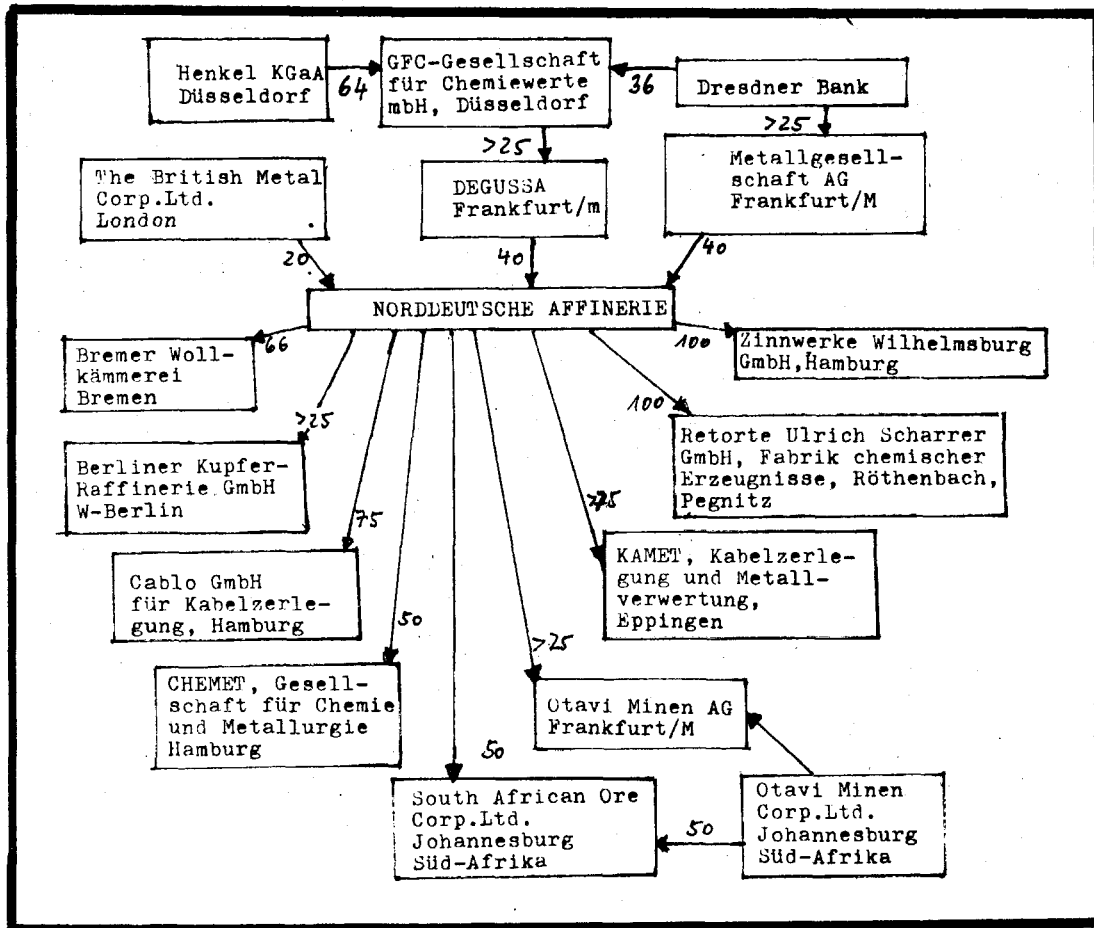 Henkel KGaA
Düsseldorf
64
GFC-Gesellschaft
für Chemiewerte
mbH, Düsseldorf
36
Dresdner Bank
>25
>25
The British Metal
Corp.Ltd.
London
DEGUSSA
Frankfurt/m
Metallgesell-
schaft AG
Frankfurt/M
20
40
40
NORDDEUTSCHE AFFINERIE
66
100
Bremer Woll-
kämmerei
Bremen
Zinnwerke Wilhelmsburg
GmbH,Hamburg
>25
100
Berliner Kupfer-
Raffinerie GmbH
W-Berlin
Retorte Ulrich Scharrer
GmbH, Fabrik chemischer
Erzeugnisse, Röthenbach,
Pegnitz
75
Cablo GmbH
für Kabelzerle-
gung, Hamburg
KAMET, Kabelzerle-
gung und Metall-
verwertung,
Eppingen
50
>25
CHEMET, Gesell-
schaft für Chemie
und Metallurgie
Hamburg
Otavi Minen AG
Frankfurt/M
50
South African Ore
Corp.Ltd.
Johannesburg
Süd-Afrika
50
Otavi Minen
Corp.Ltd.
Johannesburg
Süd-Afrika